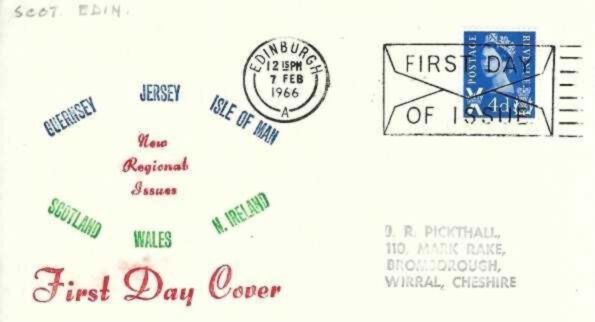 SCOT. EDIN.
EDINBURGH
12 15 PM
7 FEB
1966
A
FIRST DAY
OF ISSUE
POSTAGE
REVENUE
4d
GUERNSEY
JERSEY
ISLE OF MAN
New
Regional
Issues
SCOTLAND
WALES
N. IRELAND
First Day Cover
R. PICKTHALL,
110, MARK RAKE,
BROMBOROUGH,
WIRRAL, CHESHIRE